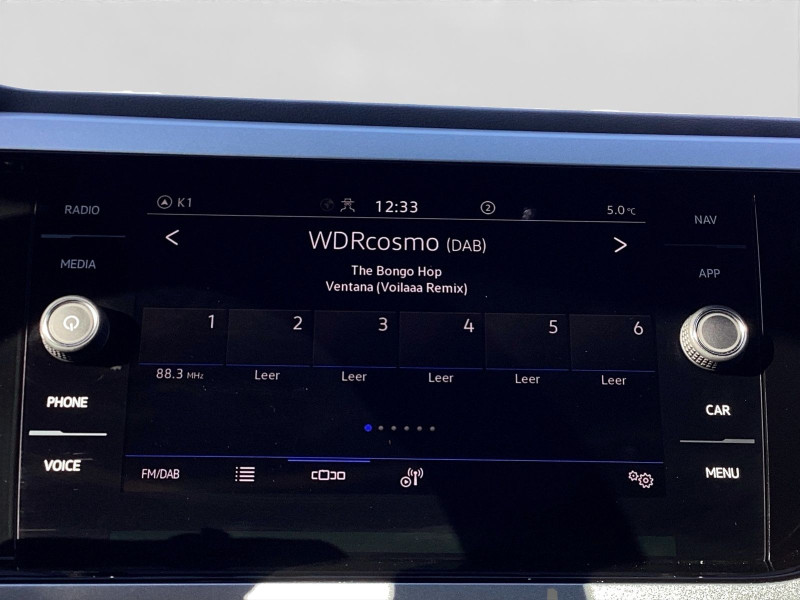 RADIO
MEDIA
PHONE
VOICE
K1
12:33
2
5.0°C
< WDRcosmo (DAB) >
The Bongo Hop
Ventana (Voilaaa Remix)
1 2 3 4 5 6
88.3 MHz Leer Leer Leer Leer Leer
FM/DAB
NAV
APP
CAR
MENU